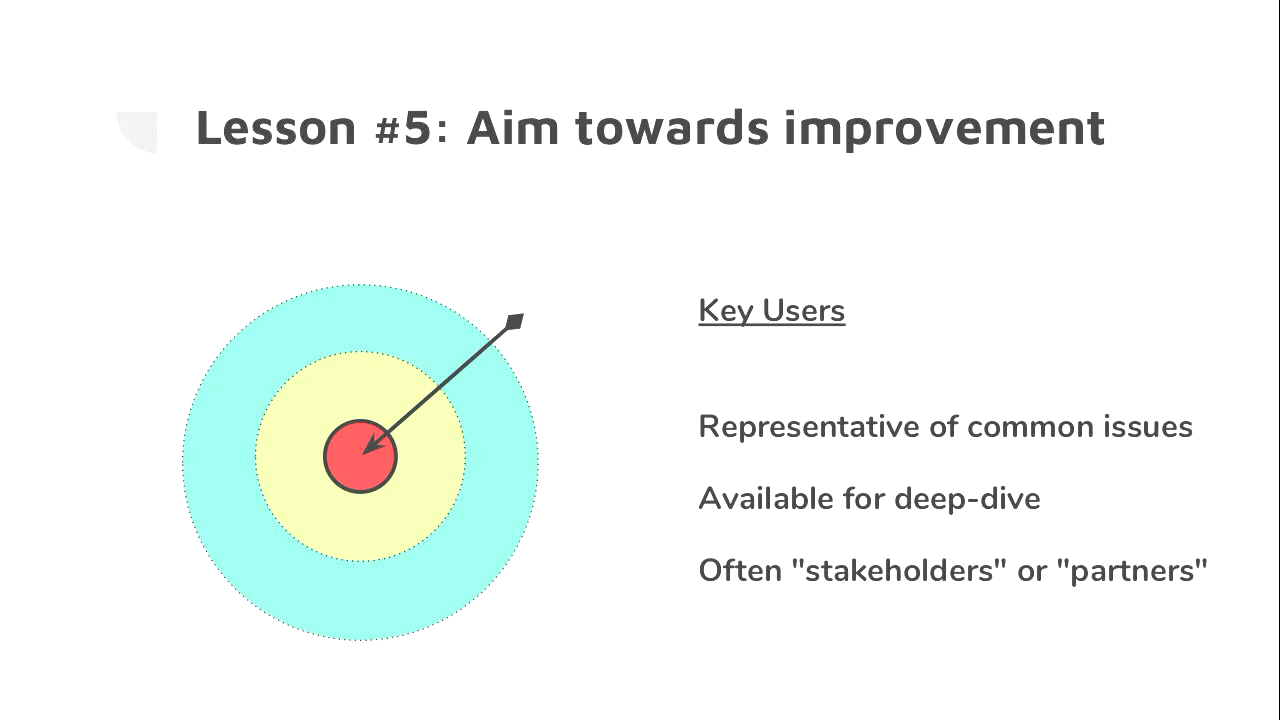 Lesson #5: Aim towards improvement
Key Users
Representative of common issues
Available for deep-dive
Often "stakeholders" or "partners"